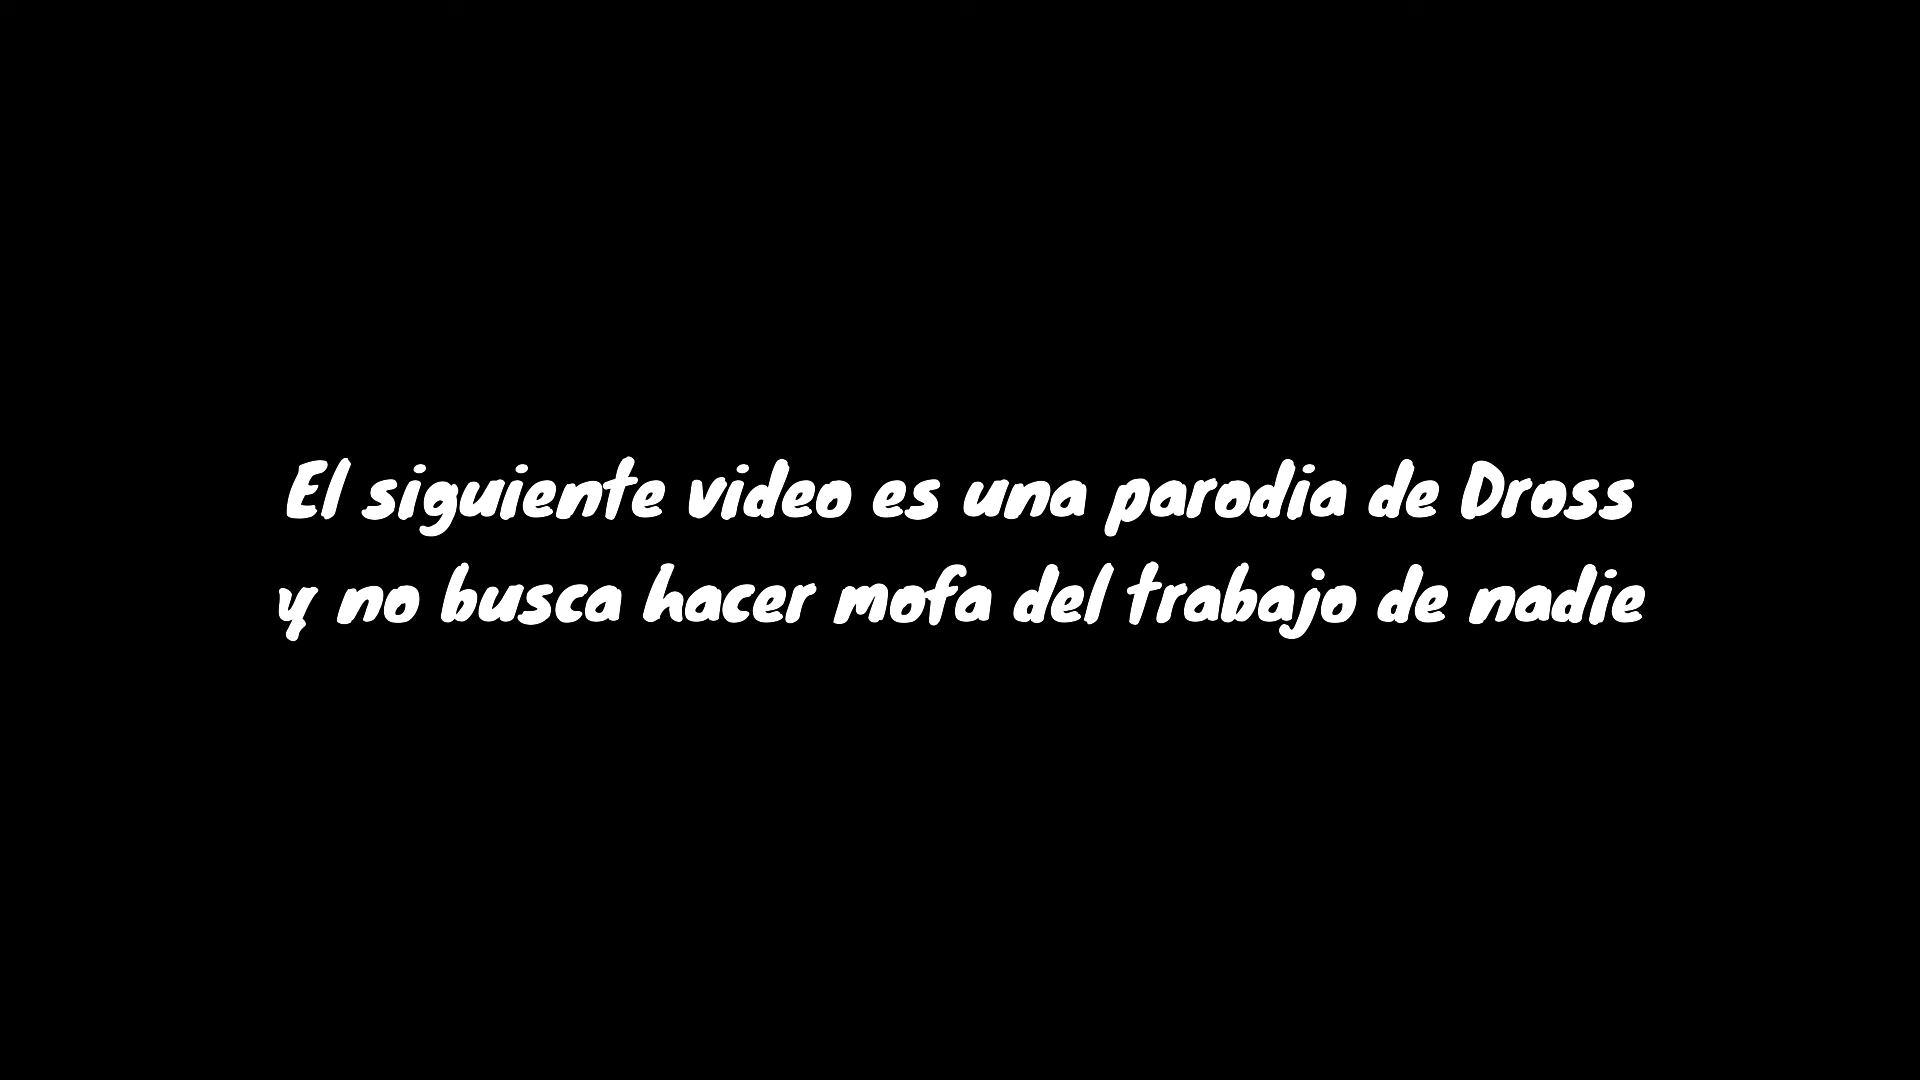 El siguiente video es una parodia de Dross
y no busca hacer mofa del trabajo de nadie